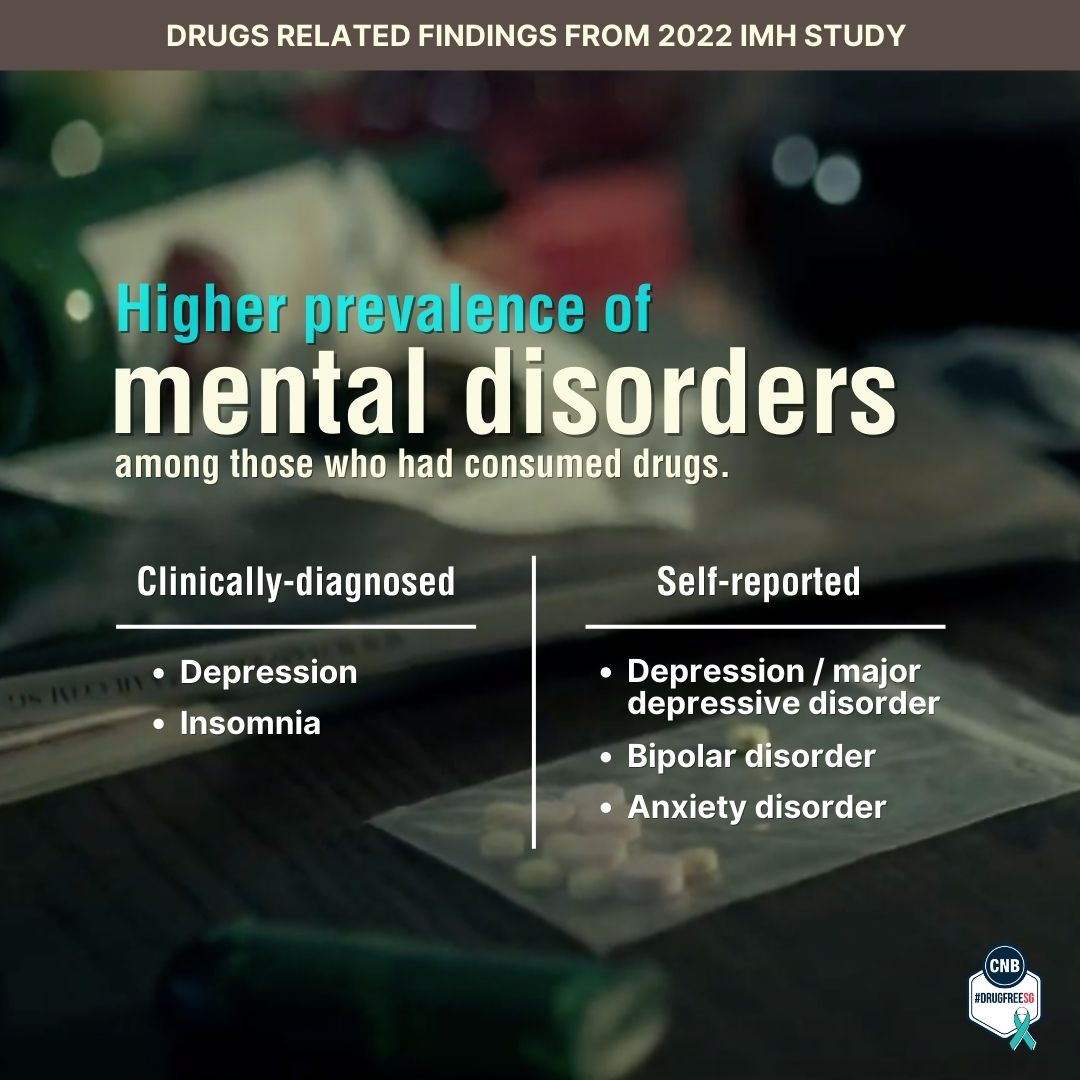 DRUGS RELATED FINDINGS FROM 2022 IMH STUDY
Higher prevalence of
mental disorders
among those who had consumed drugs.
Clinically-diagnosed
• Depression
• Insomnia
Self-reported
• Depression / major
depressive disorder
• Bipolar disorder
• Anxiety disorder
CNB
#DRUGFREESG